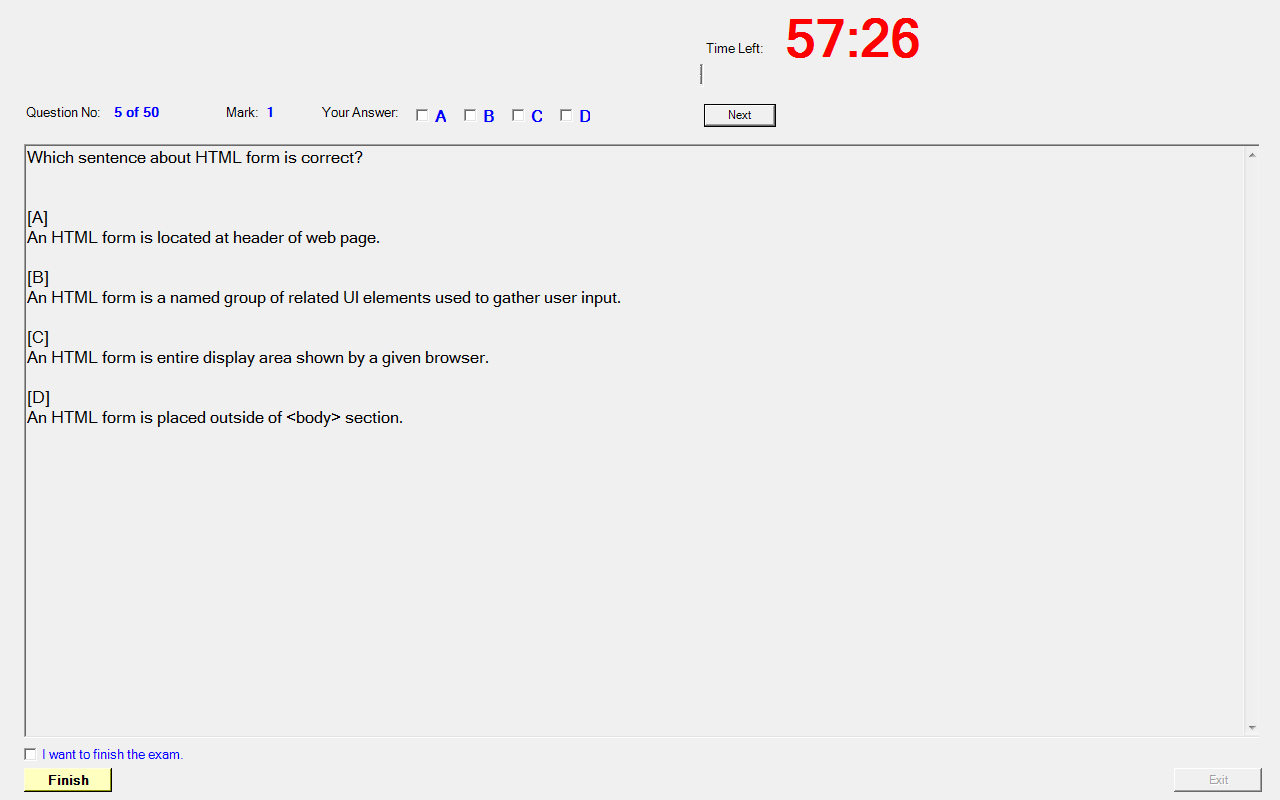 Time Left: 57:26
Question No: 5 of 50 Mark: 1 Your Answer: A B C D Next
Which sentence about HTML form is correct?
[A]
An HTML form is located at header of web page.
[B]
An HTML form is a named group of related UI elements used to gather user input.
[C]
An HTML form is entire display area shown by a given browser.
[D]
An HTML form is placed outside of <body> section.
I want to finish the exam.
Finish Exit